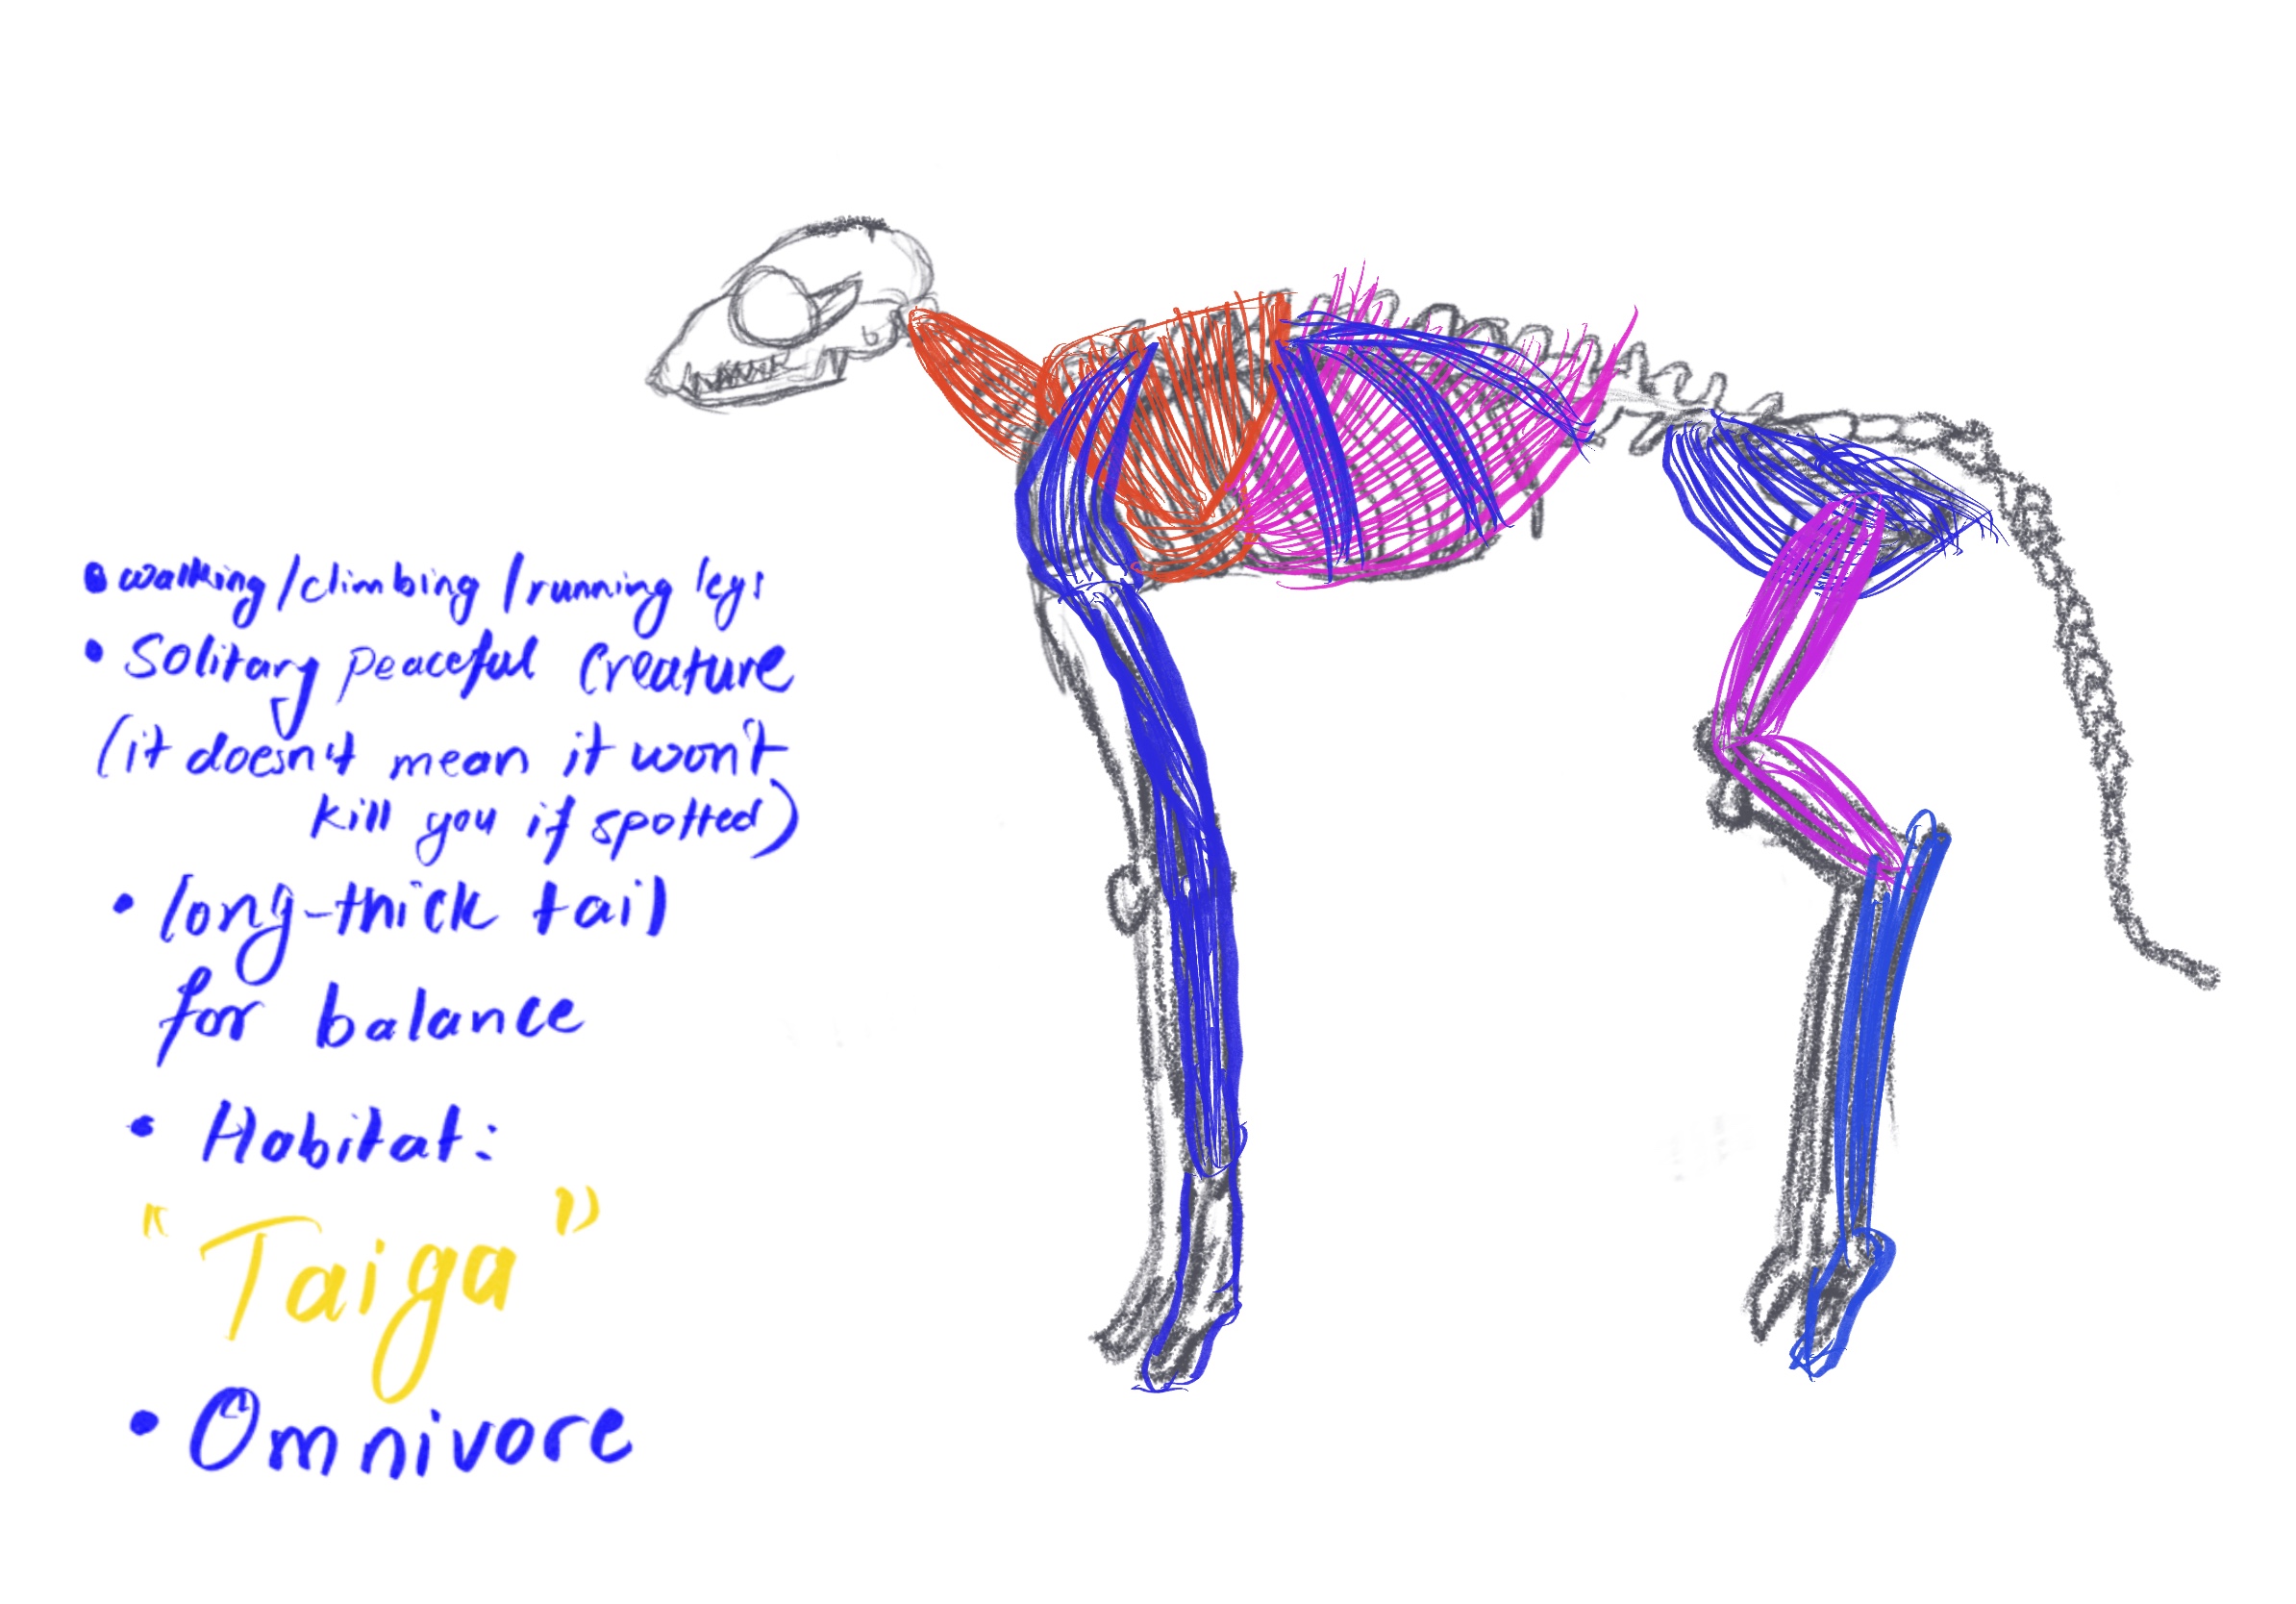 • walking/climbing/running legs
• Solitary peaceful creature
(it doesn't mean it won't
kill you if spotted)
• long-thick tail
for balance
• Habitat:
"Taiga"
• Omnivore